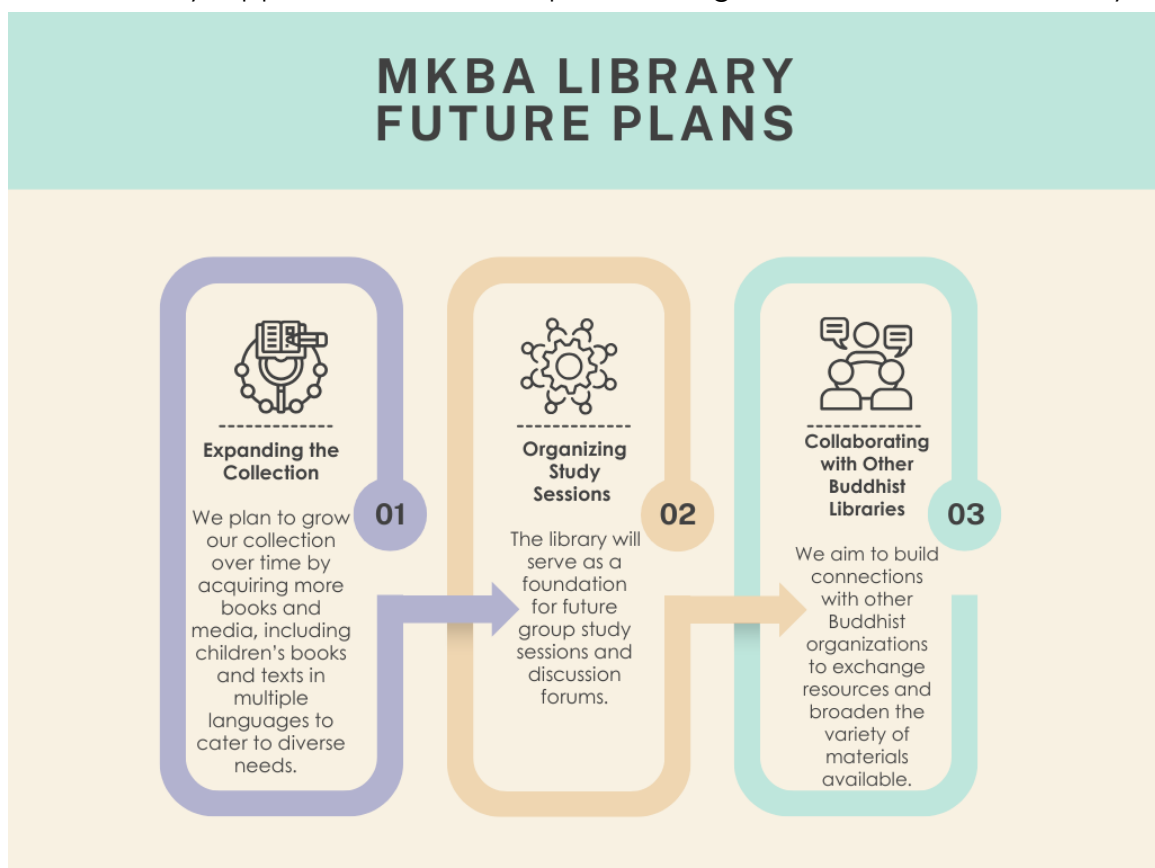 MKBA LIBRARY
FUTURE PLANS
Expanding the
Collection
We plan to grow
our collection
over time by
acquiring more
books and
media, including
children's books
and texts in
multiple
languages to
cater to diverse
needs.
01
Organizing
Study
Sessions
The library will
serve as a
foundation
for future
group study
sessions and
discussion
forums.
02
Collaborating
with Other
Buddhist
Libraries
We aim to build
connections
with other
Buddhist
organizations
to exchange
resources and
broaden the
variety of
materials
available.
03